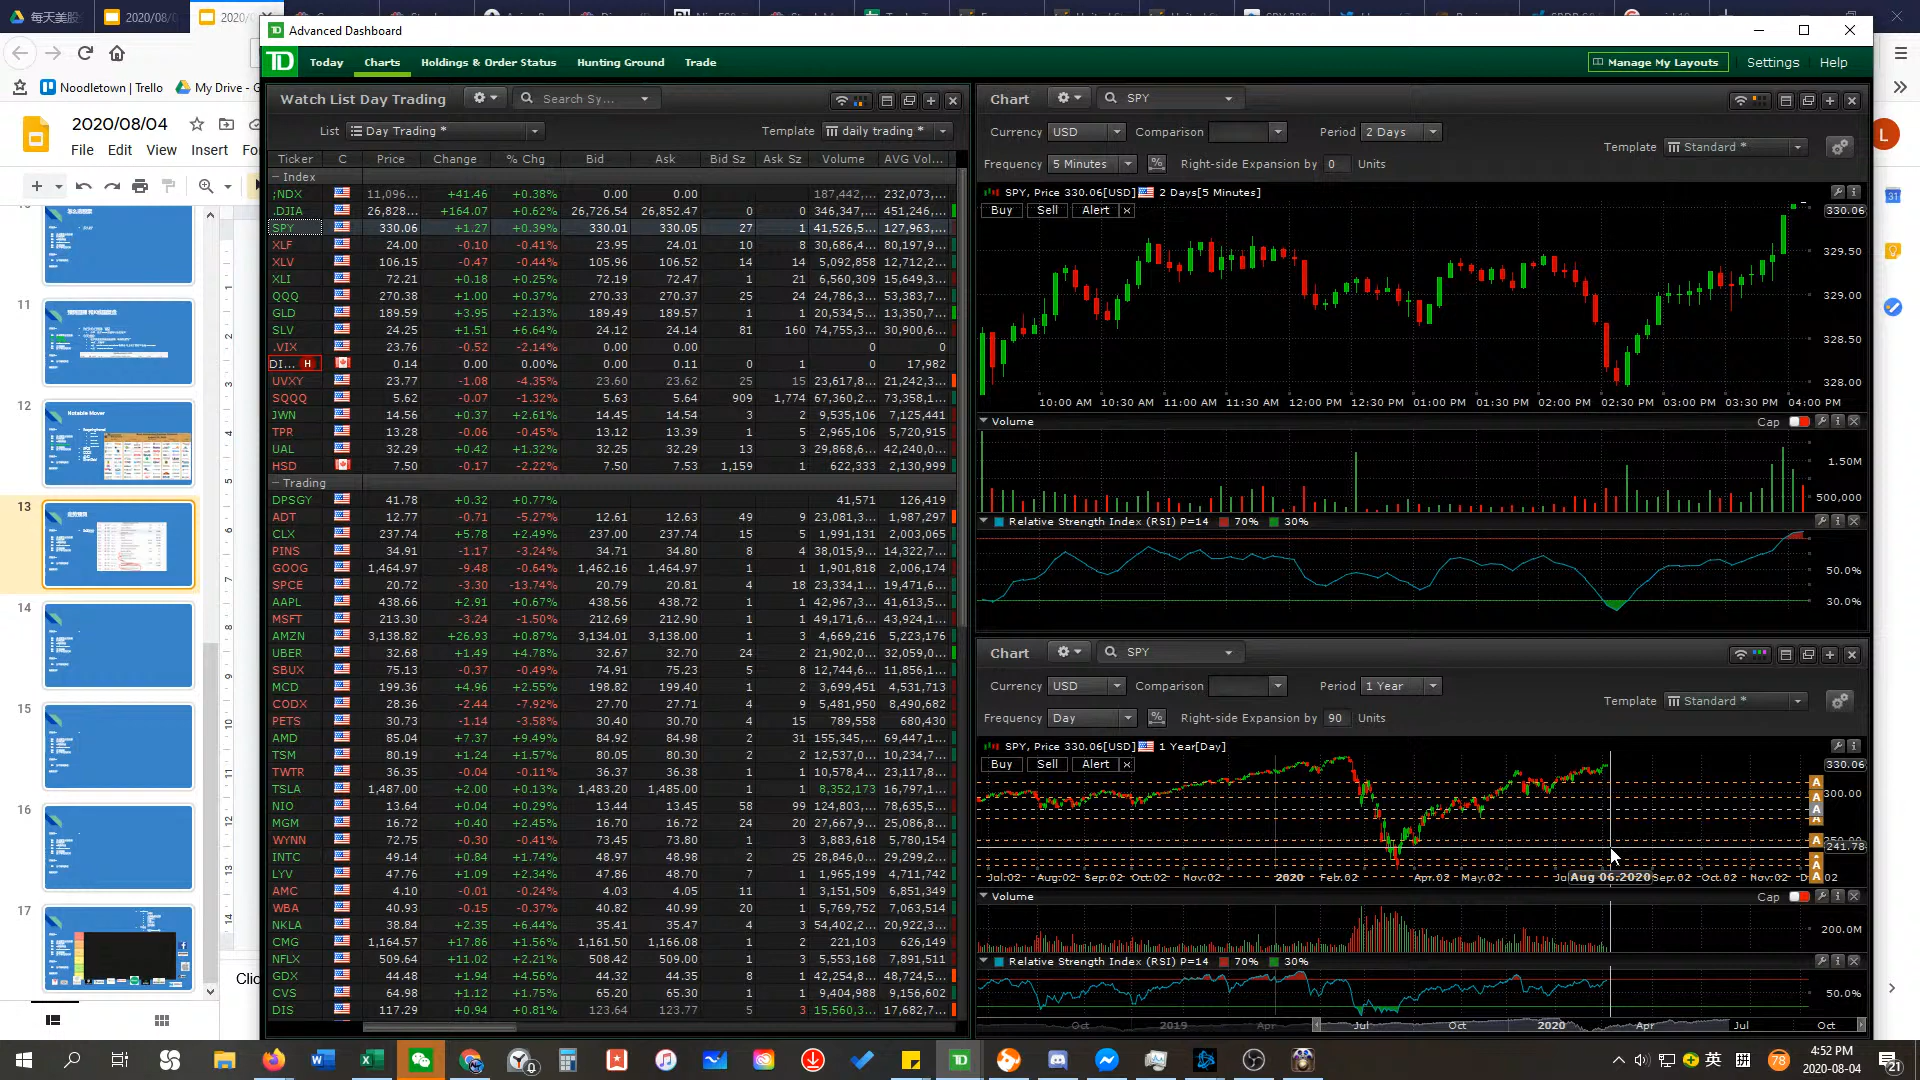 每天美股
2020/08/04
2020/0
Advanced Dashboard
Today Charts Holdings & Order Status Hunting Ground Trade
Manage My Layouts Settings Help
Noodletown | Trello My Drive - G
2020/08/04
File Edit View Insert Fo
Watch List Day Trading Search Sy...
List Day Trading * Template daily trading *
Ticker C Price Change % Chg Bid Ask Bid Sz Ask Sz Volume AVG Vol...
Index
;NDX 11,096... +41.46 +0.38% 0.00 0.00 187,442,... 232,073,...
.DJIA 26,828... +164.07 +0.62% 26,726.54 26,852.47 0 0 346,347,... 451,246,...
SPY 330.06 +1.27 +0.39% 330.01 330.05 27 1 41,526,5... 127,963,...
XLF 24.00 -0.10 -0.41% 23.95 24.01 10 8 30,686,4... 80,197,9...
XLV 106.15 -0.47 -0.44% 105.96 106.52 14 14 5,092,858 12,712,2...
XLI 72.21 +0.18 +0.25% 72.19 72.47 1 21 6,560,309 15,649,3...
QQQ 270.38 +1.00 +0.37% 270.33 270.37 25 24 24,786,3... 53,383,7...
GLD 189.59 +3.95 +2.13% 189.49 189.57 1 1 20,534,5... 13,350,7...
SLV 24.25 +1.51 +6.64% 24.12 24.14 81 160 74,755,3... 30,900,6...
.VIX 23.76 -0.52 -2.14% 0.00 0.00 0 0
DI... H 0.14 0.00 0.00% 0.00 0.11 0 1 0 17,982
UVXY 23.77 -1.08 -4.35% 23.60 23.62 25 15 23,617,8... 21,242,3...
SQQQ 5.62 -0.07 -1.32% 5.63 5.64 909 1,774 67,360,2... 73,358,1...
JWN 14.56 +0.37 +2.61% 14.45 14.54 3 2 9,535,106 7,125,441
TPR 13.28 -0.06 -0.45% 13.12 13.39 1 5 2,965,106 5,720,915
UAL 32.29 +0.42 +1.32% 32.25 32.29 13 3 29,868,6... 42,240,0...
HSD 7.50 -0.17 -2.22% 7.50 7.53 1,159 1 622,333 2,130,999
Trading
DPSGY 41.78 +0.32 +0.77% 41,571 126,419
ADT 12.77 -0.71 -5.27% 12.61 12.63 49 9 23,081,3... 1,987,297
CLX 237.74 +5.78 +2.49% 237.00 237.74 15 5 1,991,131 2,003,065
PINS 34.91 -1.17 -3.24% 34.71 34.80 8 4 38,015,9... 14,322,7...
GOOG 1,464.97 -9.48 -0.64% 1,462.16 1,464.97 1 1 1,901,818 2,006,174
SPCE 20.72 -3.30 -13.74% 20.79 20.81 4 18 23,334,1... 19,471,6...
AAPL 438.66 +2.91 +0.67% 438.56 438.72 1 1 42,967,3... 41,613,5...
MSFT 213.30 -3.24 -1.50% 212.69 212.90 1 1 49,171,6... 43,924,1...
AMZN 3,138.82 +26.93 +0.87% 3,134.01 3,138.00 1 1 4,669,216 5,223,176
UBER 32.68 +1.49 +4.78% 32.67 32.70 24 2 21,902,0... 32,059,0...
SBUX 75.13 -0.37 -0.49% 74.91 75.23 5 8 12,744,6... 11,856,1...
MCD 199.36 +4.96 +2.55% 198.82 199.40 1 1 3,699,451 4,531,713
CODX 28.36 -2.44 -7.92% 27.70 27.71 4 9 5,481,950 8,490,682
PETS 30.73 -1.14 -3.58% 30.40 30.70 4 15 789,558 680,430
AMD 85.04 +7.37 +9.49% 84.92 84.98 2 31 155,345,... 69,447,1...
TSM 80.19 +1.24 +1.57% 80.05 80.30 2 2 12,537,0... 10,234,7...
TWTR 36.35 -0.04 -0.11% 36.37 36.38 1 1 10,578,4... 23,117,8...
TSLA 1,487.00 +2.00 +0.13% 1,483.20 1,485.00 1 1 8,352,173 16,797,1...
NIO 13.64 +0.04 +0.29% 13.44 13.45 58 99 124,803,... 78,635,5...
MGM 16.72 +0.40 +2.45% 16.70 16.72 24 20 27,667,9... 25,086,8...
WYNN 72.75 -0.30 -0.41% 73.45 73.80 1 3 3,883,618 5,780,154
INTC 49.14 +0.84 +1.74% 48.97 48.98 2 25 28,846,0... 29,299,2...
LYV 47.76 +1.09 +2.34% 47.86 48.70 7 1 1,965,199 4,711,742
AMC 4.10 -0.01 -0.24% 4.03 4.05 11 1 3,151,509 6,851,349
WBA 40.93 -0.15 -0.37% 40.82 40.99 20 1 5,769,752 7,063,514
NKLA 38.84 +2.35 +6.44% 35.41 35.47 4 3 54,402,2... 20,922,3...
CMG 1,164.57 +17.86 +1.56% 1,161.50 1,166.08 1 2 221,103 626,149
NFLX 509.64 +11.02 +2.21% 508.42 509.00 1 3 5,553,168 7,891,511
GDX 44.48 +1.94 +4.56% 44.32 44.35 8 1 42,254,8... 48,724,5...
CVS 64.98 +1.12 +1.75% 65.20 65.30 1 1 9,404,988 9,156,602
DIS 117.29 +0.94 +0.81% 123.64 123.77 5 3 15,560,3... 17,682,7...
Chart SPY
Currency USD Comparison Period 2 Days
Template Standard *
Frequency 5 Minutes % Right-side Expansion by 0 Units
SPY, Price 330.06[USD] 2 Days[5 Minutes]
Buy Sell Alert
330.06
329.50
329.00
328.50
328.00
10:00 AM 10:30 AM 11:00 AM 11:30 AM 12:00 PM 12:30 PM 01:00 PM 01:30 PM 02:00 PM 02:30 PM 03:00 PM 03:30 PM 04:00 PM
Volume Cap
1.50M
500,000
Relative Strength Index (RSI) P=14 70% 30%
50.0%
30.0%
Chart SPY
Currency USD Comparison Period 1 Year
Template Standard *
Frequency Day % Right-side Expansion by 90 Units
SPY, Price 330.06[USD] 1 Year[Day]
Buy Sell Alert
330.06
300.00
241.78
Jul.02 Aug.02 Sep.02 Oct.02 Nov.02 2020 Feb.02 Apr.02 May.02 Aug 06.2020 Sep.02 Oct.02 Nov.02
Volume Cap
200.0M
Relative Strength Index (RSI) P=14 70% 30%
50.0%
Oct 2019 Apr Jul Oct 2020 Apr Jul Oct
11
12
Notable Mover
13
14
15
16
17
Clic
英 拼 78
4:52 PM
2020-08-04
21